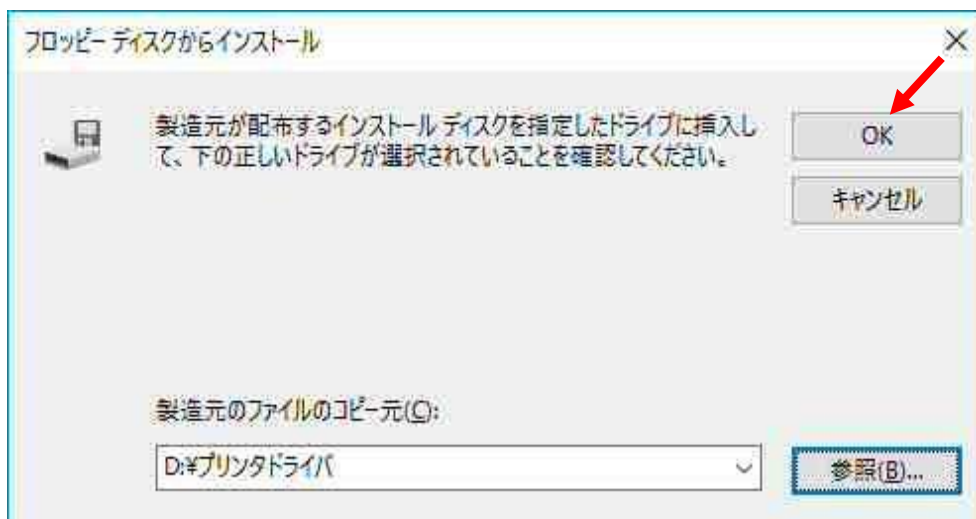 フロッピー ディスクからインストール
製造元が配布するインストール ディスクを指定したドライブに挿入し
て、下の正しいドライブが選択されていることを確認してください。
OK
キャンセル
製造元のファイルのコピー元(C):
D:¥プリンタドライバ
参照(B)...